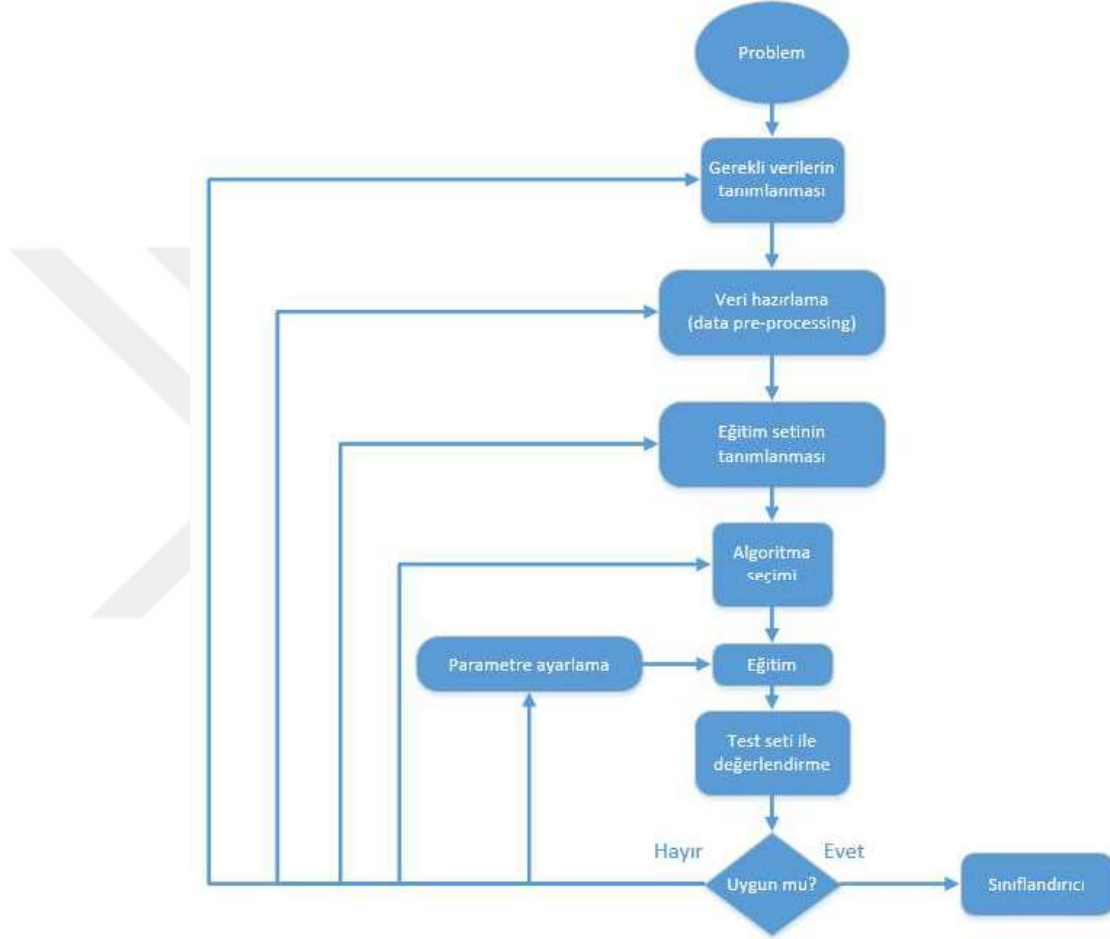 Problem
Gerekli verilerin
tanımlanması
Veri hazırlama
(data pre-processing)
Eğitim setinin
tanımlanması
Algoritma
seçimi
Parametre ayarlama
Eğitim
Test seti ile
değerlendirme
Hayır
Evet
Uygun mu?
Sınıflandırıcı